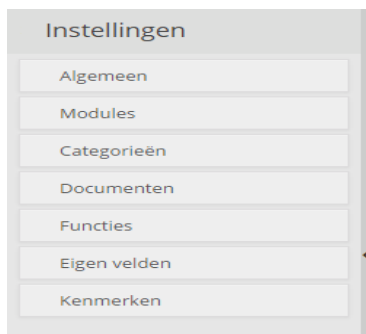 Instellingen
Algemeen
Modules
Categorieën
Documenten
Functies
Eigen velden
Kenmerken